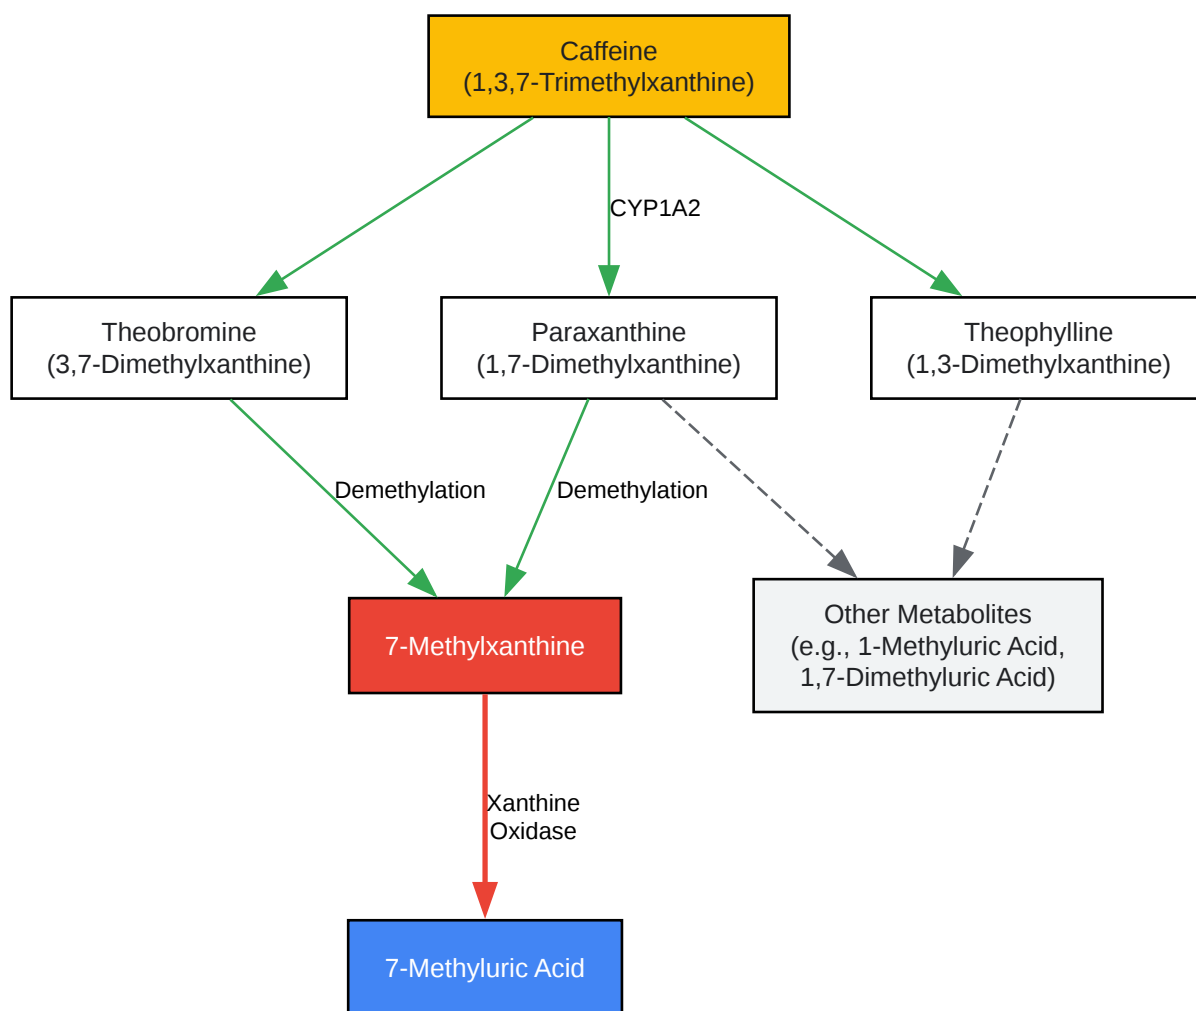 Caffeine
(1,3,7-Trimethylxanthine)
CYP1A2
Theobromine
(3,7-Dimethylxanthine)
Paraxanthine
(1,7-Dimethylxanthine)
Theophylline
(1,3-Dimethylxanthine)
Demethylation
Demethylation
7-Methylxanthine
Other Metabolites
(e.g., 1-Methyluric Acid,
1,7-Dimethyluric Acid)
Xanthine
Oxidase
7-Methyluric Acid